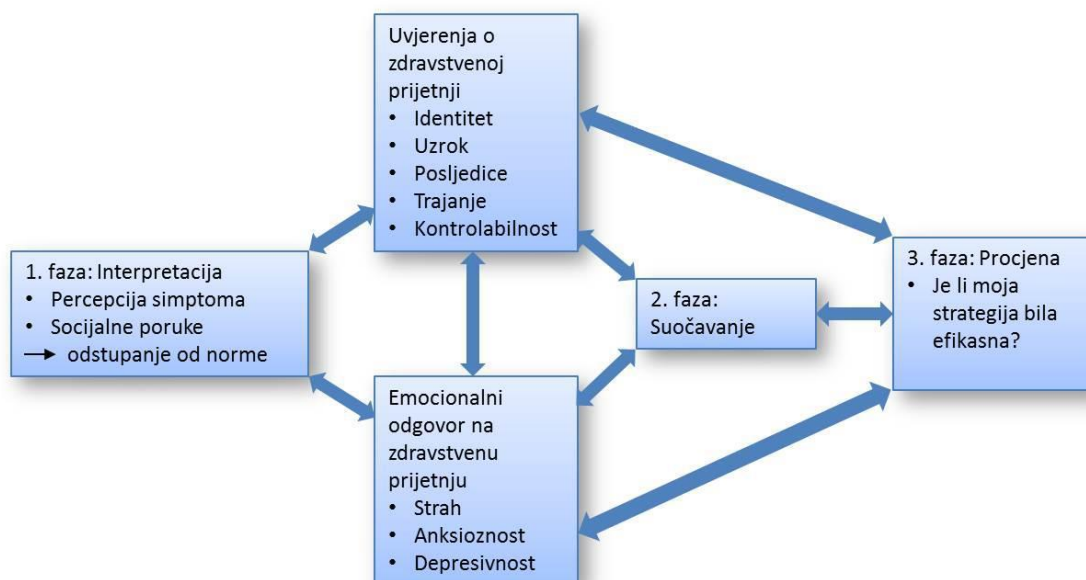 Uvjerenja o
zdravstvenoj
prijetnji
• Identitet
• Uzrok
• Posljedice
• Trajanje
• Kontrolabilnost
1. faza: Interpretacija
• Percepcija simptoma
• Socijalne poruke
→ odstupanje od norme
2. faza:
Suočavanje
3. faza: Procjena
• Je li moja
strategija bila
efikasna?
Emocionalni
odgovor na
zdravstvenu
prijetnju
• Strah
• Anksioznost
• Depresivnost